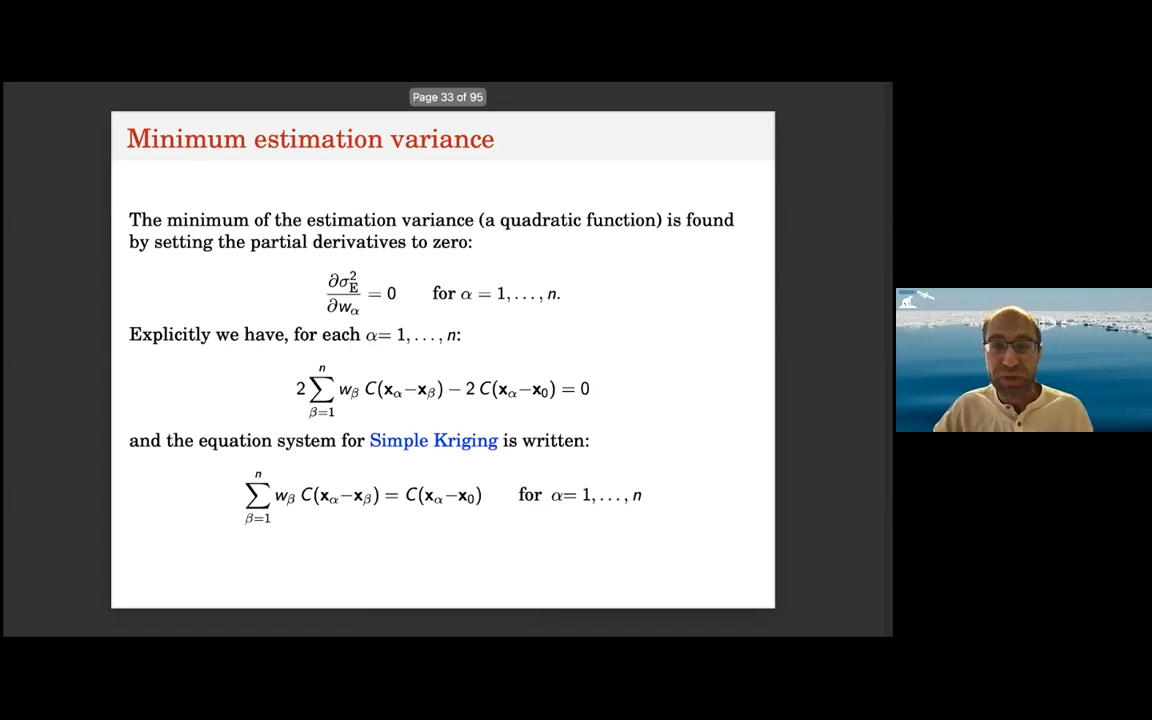 Page 33 of 95
Minimum estimation variance
The minimum of the estimation variance (a quadratic function) is found
by setting the partial derivatives to zero:
∂σ²_E / ∂w_α = 0 for α = 1, . . . , n.
Explicitly we have, for each α= 1, . . . , n:
2 ∑_{β=1}^{n} w_β C(x_α−x_β) − 2 C(x_α−x_0) = 0
and the equation system for Simple Kriging is written:
∑_{β=1}^{n} w_β C(x_α−x_β) = C(x_α−x_0) for α= 1, . . . , n